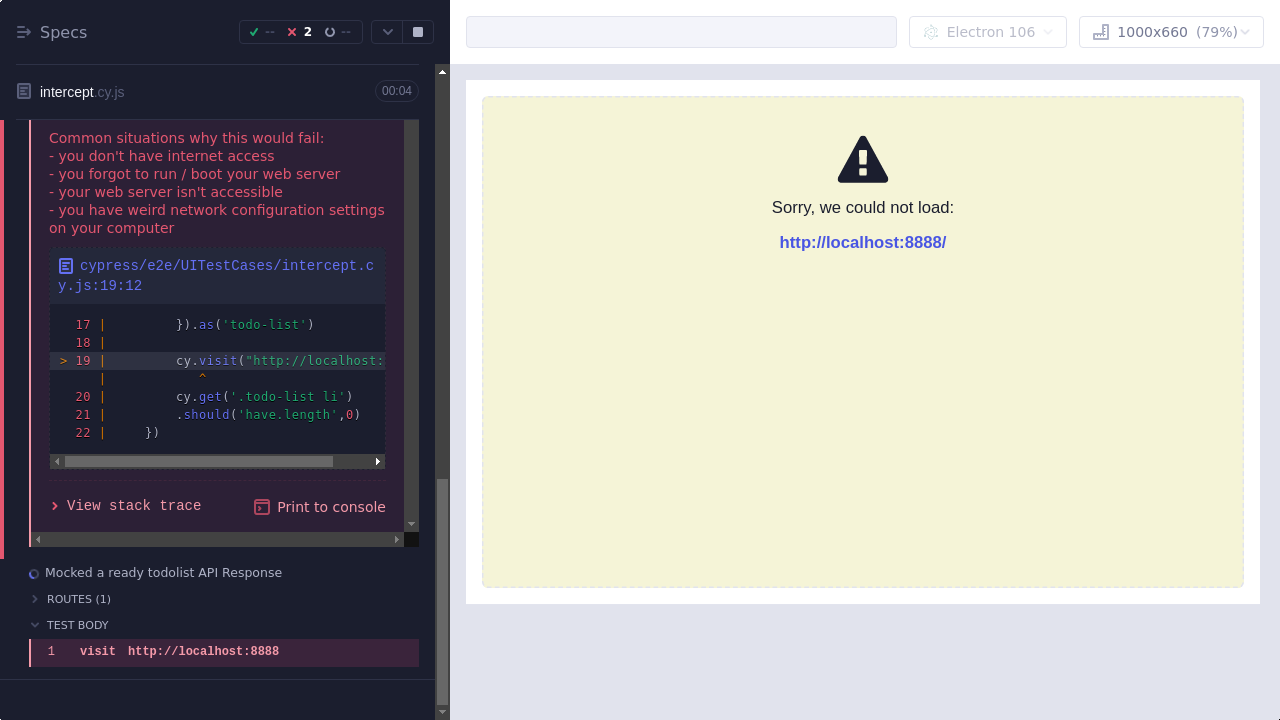 Specs
--
2
--
intercept.cy.js
00:04
Common situations why this would fail:
- you don't have internet access
- you forgot to run / boot your web server
- your web server isn't accessible
- you have weird network configuration settings
on your computer
cypress/e2e/UITestCases/intercept.c
y.js:19:12
17 |         }).as('todo-list')
18 |
> 19 |         cy.visit("http://localhost:
|            ^
20 |         cy.get('.todo-list li')
21 |         .should('have.length',0)
22 |     })
View stack trace
Print to console
Mocked a ready todolist API Response
ROUTES (1)
TEST BODY
1 visit http://localhost:8888
Electron 106
1000x660 (79%)
Sorry, we could not load:
http://localhost:8888/